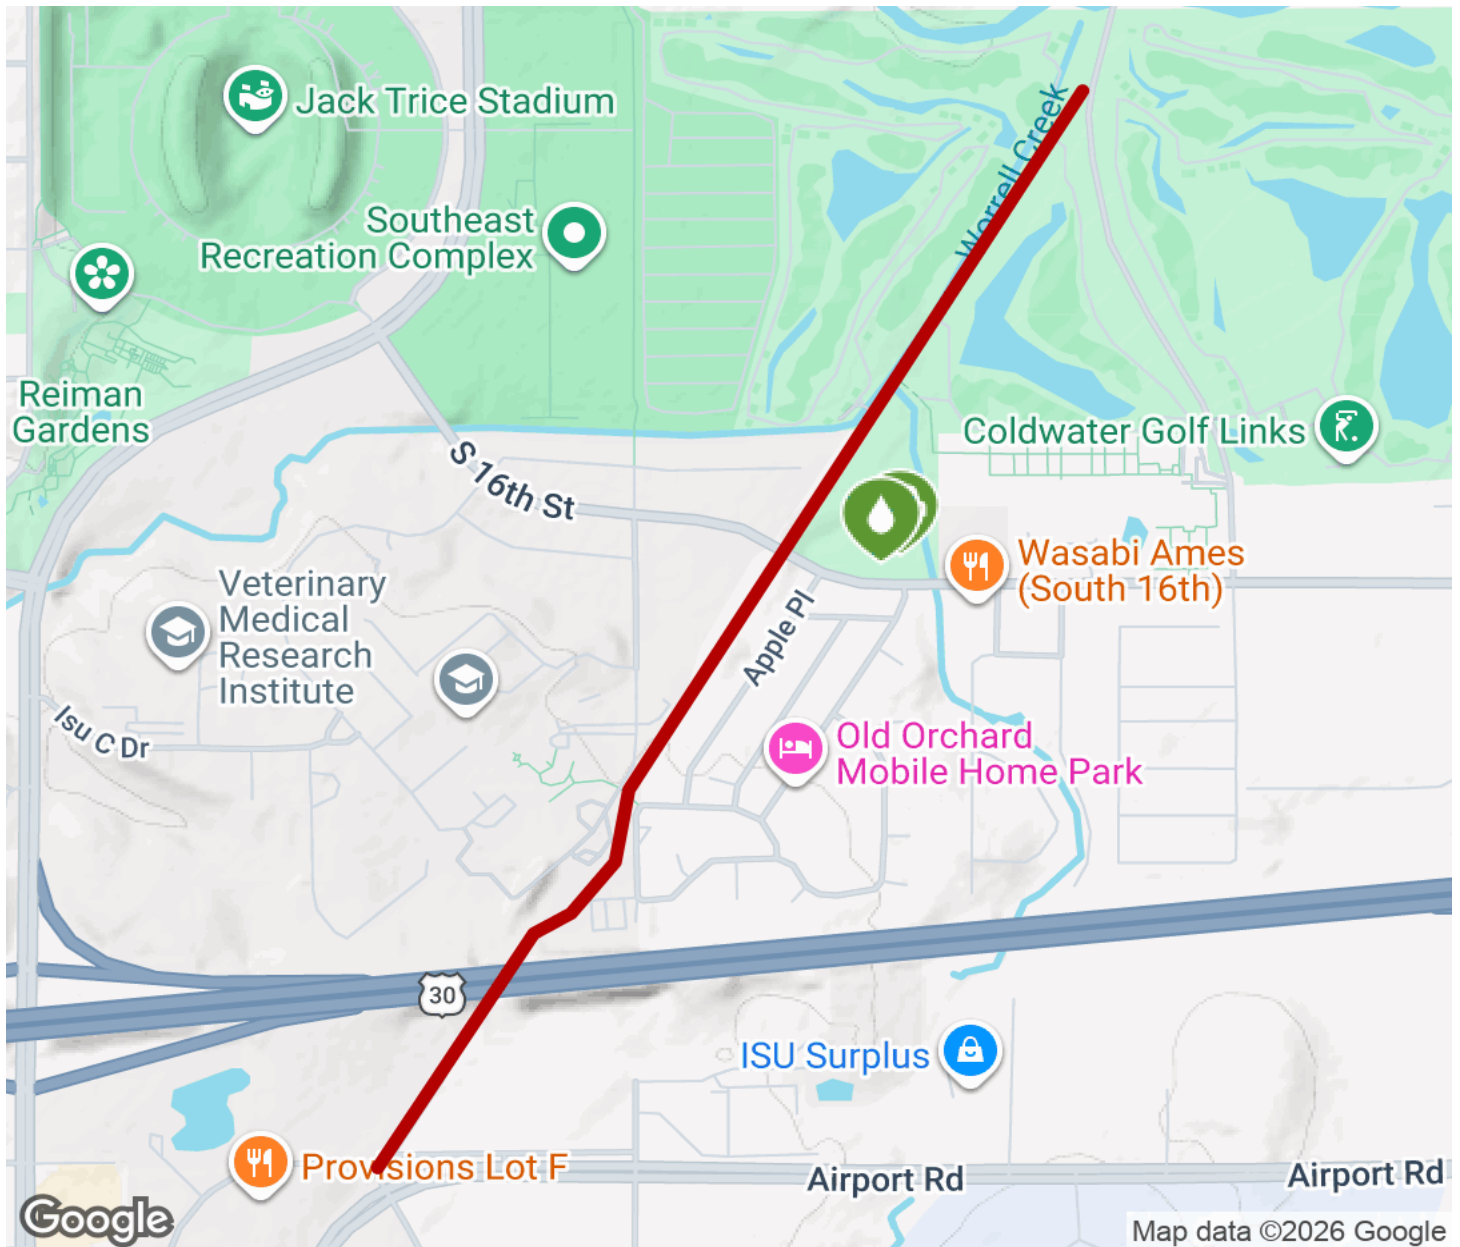 Jack Trice Stadium
Worrell Creek
Southeast
Recreation Complex
Reiman
Gardens
Coldwater Golf Links
S 16th St
Wasabi Ames
(South 16th)
Veterinary
Medical
Research
Institute
Apple Pl
Isu C Dr
Old Orchard
Mobile Home Park
30
ISU Surplus
Provisions Lot F
Airport Rd
Airport Rd
Google
Map data ©2026 Google